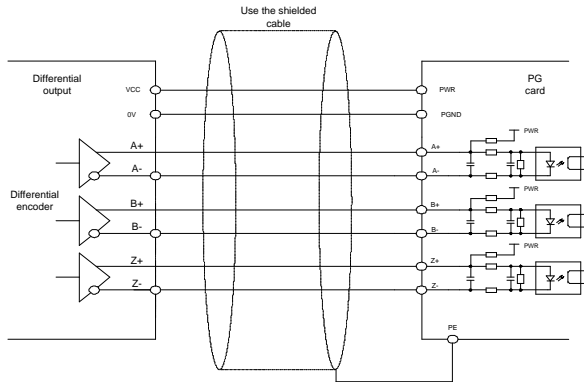 Use the shielded
cable
Differential
output
PG
card
VCC
PWR
0V
PGND
PWR
A+
A+
A-
A-
PWR
Differential
encoder
B+
B+
B-
B-
PWR
Z+
Z+
Z-
Z-
PE